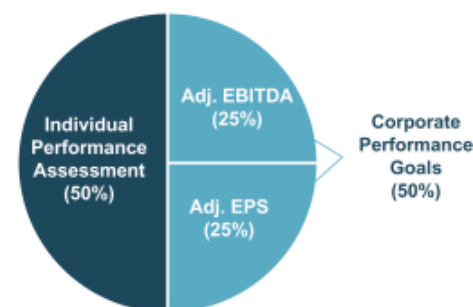 Individual
Performance
Assessment
(50%)
Adj. EBITDA
(25%)
Adj. EPS
(25%)
Corporate
Performance
Goals
(50%)